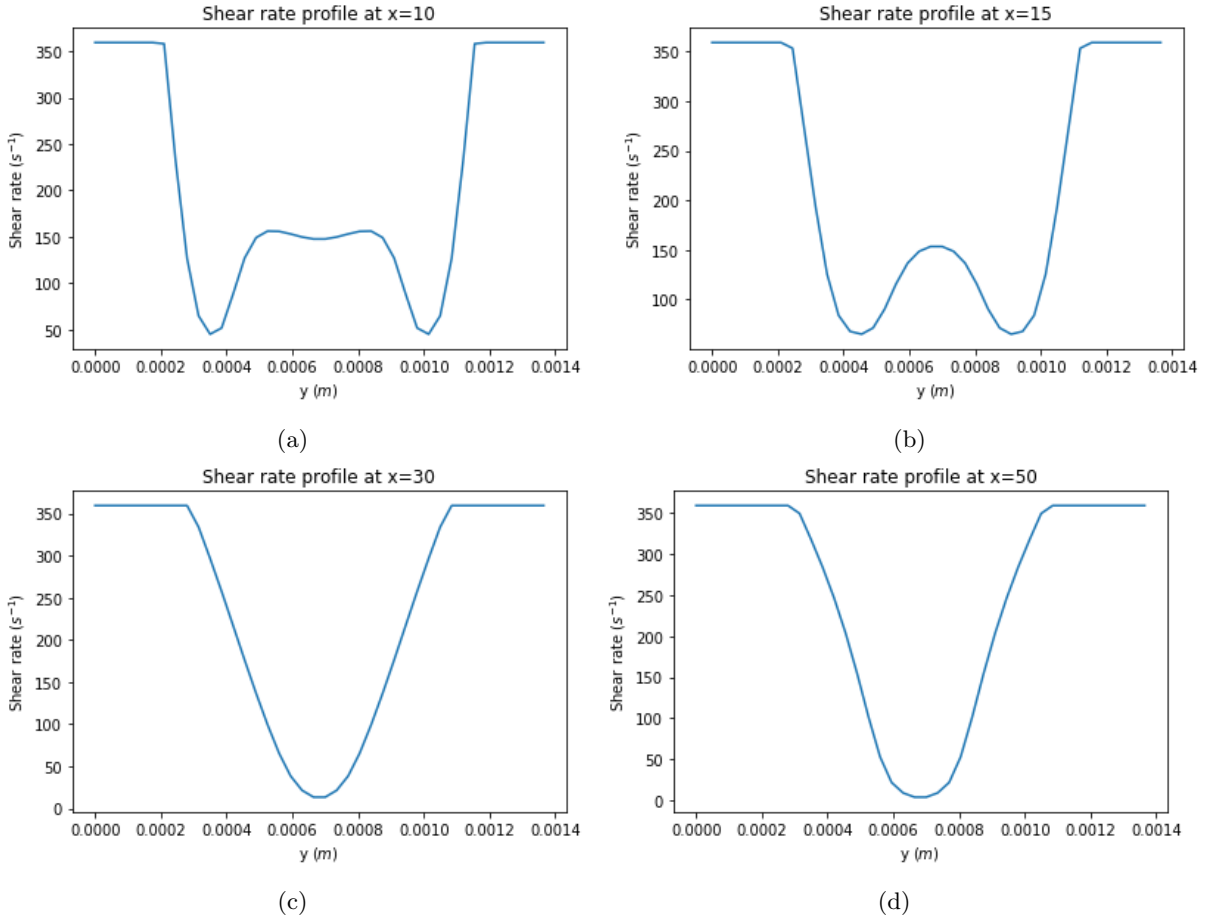 Shear rate profile at x=10
350
300
250
200
150
100
50
Shear rate (s⁻¹)
0.0000 0.0002 0.0004 0.0006 0.0008 0.0010 0.0012 0.0014
y (m)
(a)
Shear rate profile at x=15
350
300
250
200
150
100
Shear rate (s⁻¹)
0.0000 0.0002 0.0004 0.0006 0.0008 0.0010 0.0012 0.0014
y (m)
(b)
Shear rate profile at x=30
350
300
250
200
150
100
50
0
Shear rate (s⁻¹)
0.0000 0.0002 0.0004 0.0006 0.0008 0.0010 0.0012 0.0014
y (m)
(c)
Shear rate profile at x=50
350
300
250
200
150
100
50
0
Shear rate (s⁻¹)
0.0000 0.0002 0.0004 0.0006 0.0008 0.0010 0.0012 0.0014
y (m)
(d)